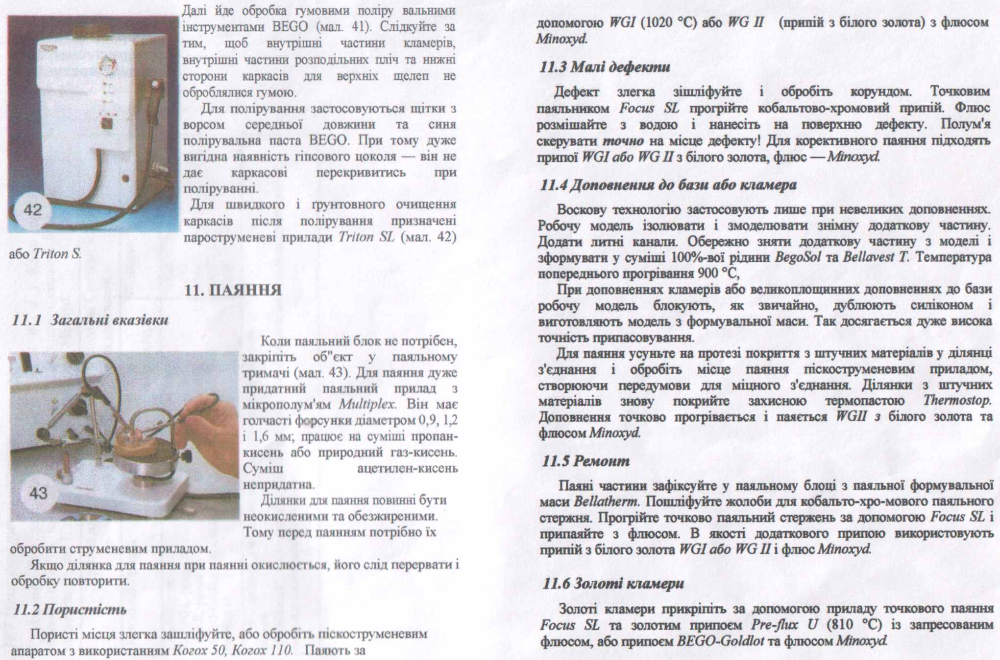 Далі йде обробка гумовими поліру вальними
інструментами BEGO (мал. 41). Слідкуйте за
тим, щоб внутрішні частини кламерів,
внутрішні частини розподільних пліч та нижні
сторони каркасів для верхніх щелеп не
оброблялися гумою.
Для полірування застосовуються щітки з
ворсом середньої довжини та синя
полірувальна паста BEGO. При тому дуже
вигідна наявність гіпсового цоколя — він не
дає каркасові перекривитись при
поліруванні.
Для швидкого і ґрунтовного очищення
каркасів після полірування призначені
пароструменеві прилади Triton SL (мал. 42)
42
або Triton S.
11. ПАЯННЯ
11.1 Загальні вказівки
Коли паяльний блок не потрібен,
закріпіть об"єкт у паяльному
тримачі (мал. 43). Для паяння дуже
придатний паяльний прилад з
мікрополум'ям Multiplex. Він має
голчасті форсунки діаметром 0,9, 1,2
і 1,6 мм; працює на суміші пропан-
кисень або природний газ-кисень.
Суміш ацетилен-кисень
непридатна.
43
Ділянки для паяння повинні бути
неокисленими та обезжиреними.
Тому перед паянням потрібно їх
обробити струменевим приладом.
Якщо ділянка для паяння при паянні окислюється, його слід перервати і
обробку повторити.
11.2 Пористість
Пористі місця злегка зашліфуйте, або обробіть піскоструменевим
апаратом з використанням Korox 50, Korox 110. Паяють за
допомогою WGI (1020 °C) або WG II (припій з білого золота) з флюсом
Minoxyd.
11.3 Малі дефекти
Дефект злегка зішліфуйте і обробіть корундом. Точковим
паяльником Focus SL прогрійте кобальтово-хромовий припій. Флюс
розмішайте з водою і нанесіть на поверхню дефекту. Полум'я
скерувати точно на місце дефекту! Для корективного паяння підходять
припої WGI або WG II з білого золота, флюс — Minoxyd.
11.4 Доповнення до бази або кламера
Воскову технологію застосовують лише при невеликих доповненнях.
Робочу модель ізолювати і змоделювати знімну додаткову частину.
Додати литні канали. Обережно зняти додаткову частину з моделі і
зформувати у суміші 100%-вої рідини BegoSol та Bellavest T. Температура
попереднього прогрівання 900 °C,
При доповненнях кламерів або великоплощинних доповненнях до бази
робочу модель блокують, як звичайно, дублюють силіконом і
виготовляють модель з формувальної маси. Так досягається дуже висока
точність припасовування.
Для паяння усуньте на протезі покриття з штучних матеріалів у ділянці
з'єднання і обробіть місце паяння піскоструменевим приладом,
створюючи передумови для міцного з'єднання. Ділянки з штучних
матеріалів знову покрийте захисною термопастою Thermostop.
Доповнення точково прогрівається і паяється WGII з білого золота та
флюсом Minoxyd.
11.5 Ремонт
Паяні частини зафіксуйте у паяльному блоці з паяльної формувальної
маси Bellatherm. Пошліфуйте жолоби для кобальто-хро-мового паяльного
стержня. Прогрійте точково паяльний стержень за допомогою Focus SL і
припаяйте з флюсом. В якості додаткового припою використовують
припій з білого золота WGI або WG II і флюс Minoxyd.
11.6 Золоті кламери
Золоті кламери прикріпіть за допомогою приладу точкового паяння
Focus SL та золотим припоєм Pre-flux U (810 °C) із запресованим
флюсом, або припоєм BEGO-Goldlot та флюсом Minoxyd.